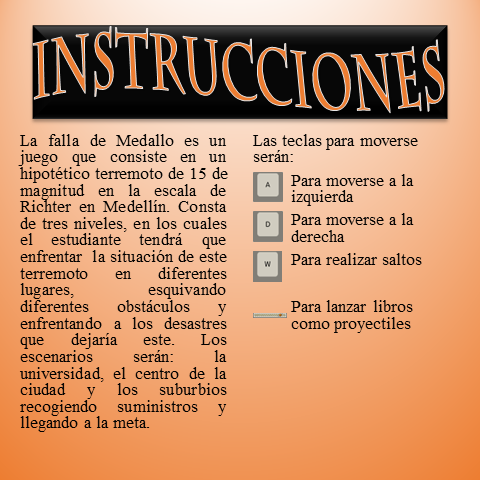 INSTRUCCIONES
La falla de Medallo es un
juego que consiste en un
hipotético terremoto de 15 de
magnitud en la escala de
Richter en Medellín. Consta
de tres niveles, en los cuales
el estudiante tendrá que
enfrentar la situación de este
terremoto en diferentes
lugares, esquivando
diferentes obstáculos y
enfrentando a los desastres
que dejaría este. Los
escenarios serán: la
universidad, el centro de la
ciudad y los suburbios
recogiendo suministros y
llegando a la meta.
Las teclas para moverse
serán:
A Para moverse a la
izquierda
D Para moverse a la
derecha
W Para realizar saltos
Para lanzar libros
como proyectiles